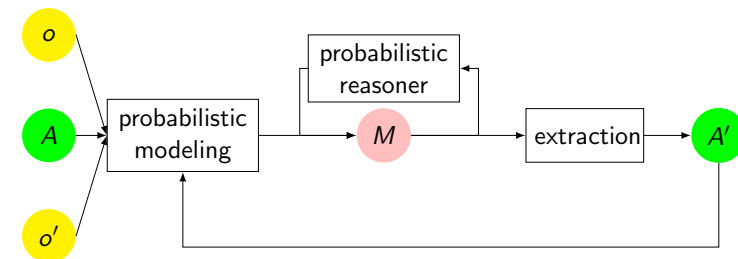 o
probabilistic
reasoner
A
probabilistic
modeling
M
extraction
A′
o′